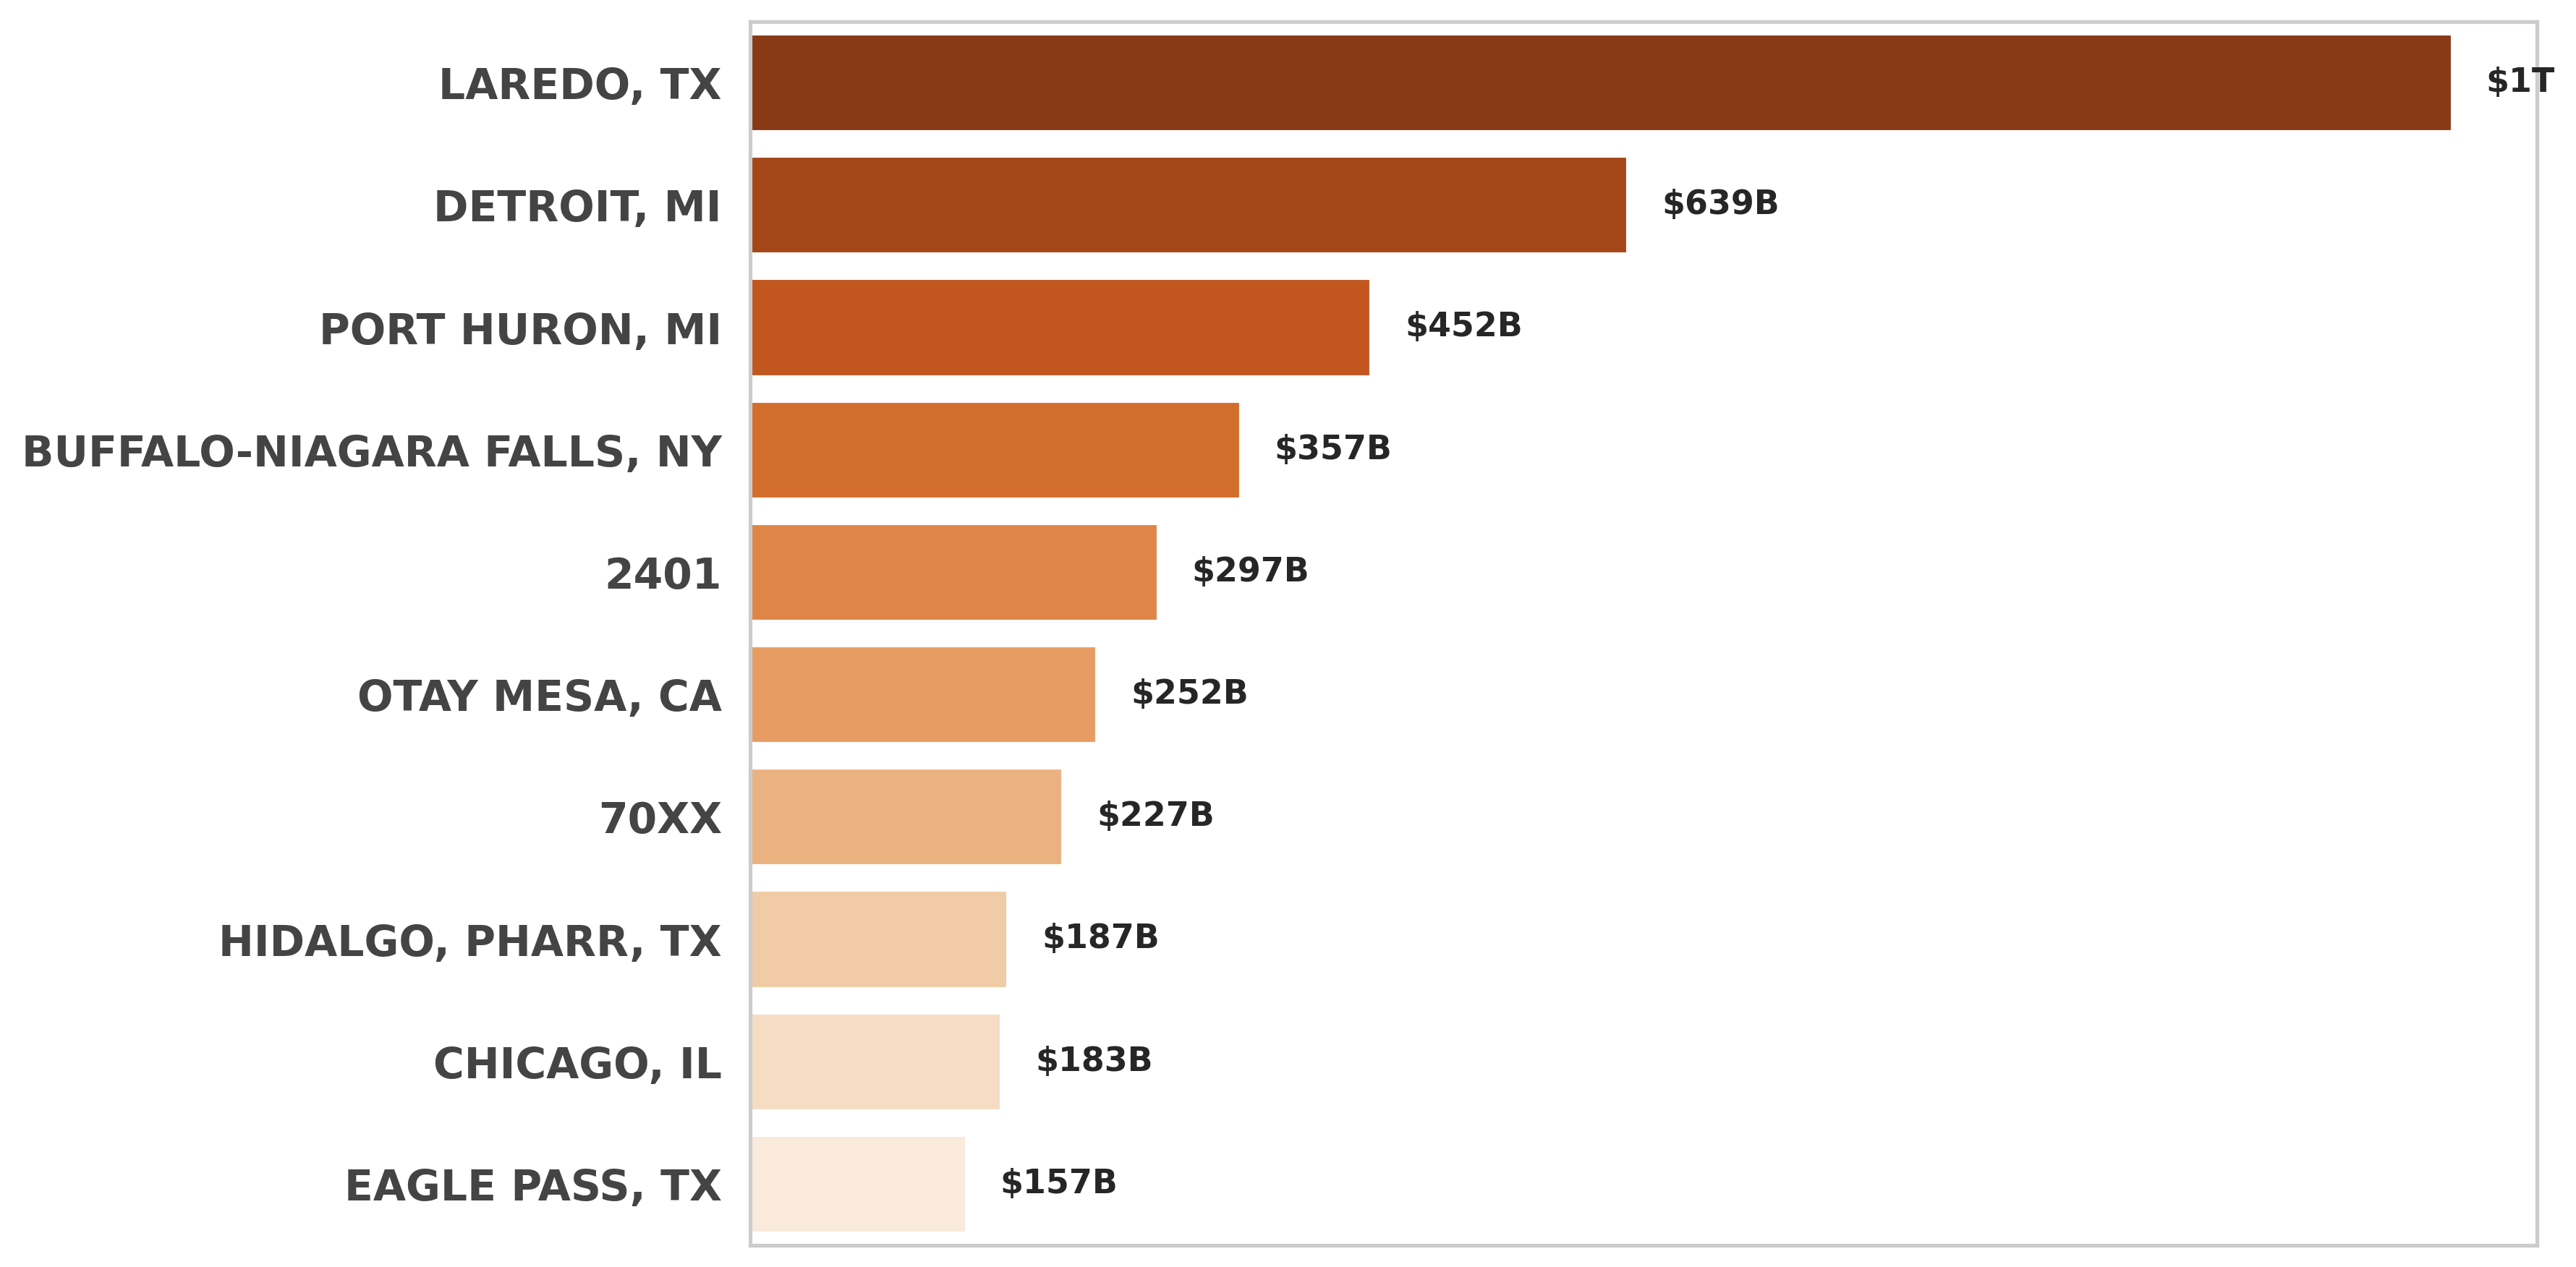 LAREDO, TX $1T
DETROIT, MI $639B
PORT HURON, MI $452B
BUFFALO-NIAGARA FALLS, NY $357B
2401 $297B
OTAY MESA, CA $252B
70XX $227B
HIDALGO, PHARR, TX $187B
CHICAGO, IL $183B
EAGLE PASS, TX $157B